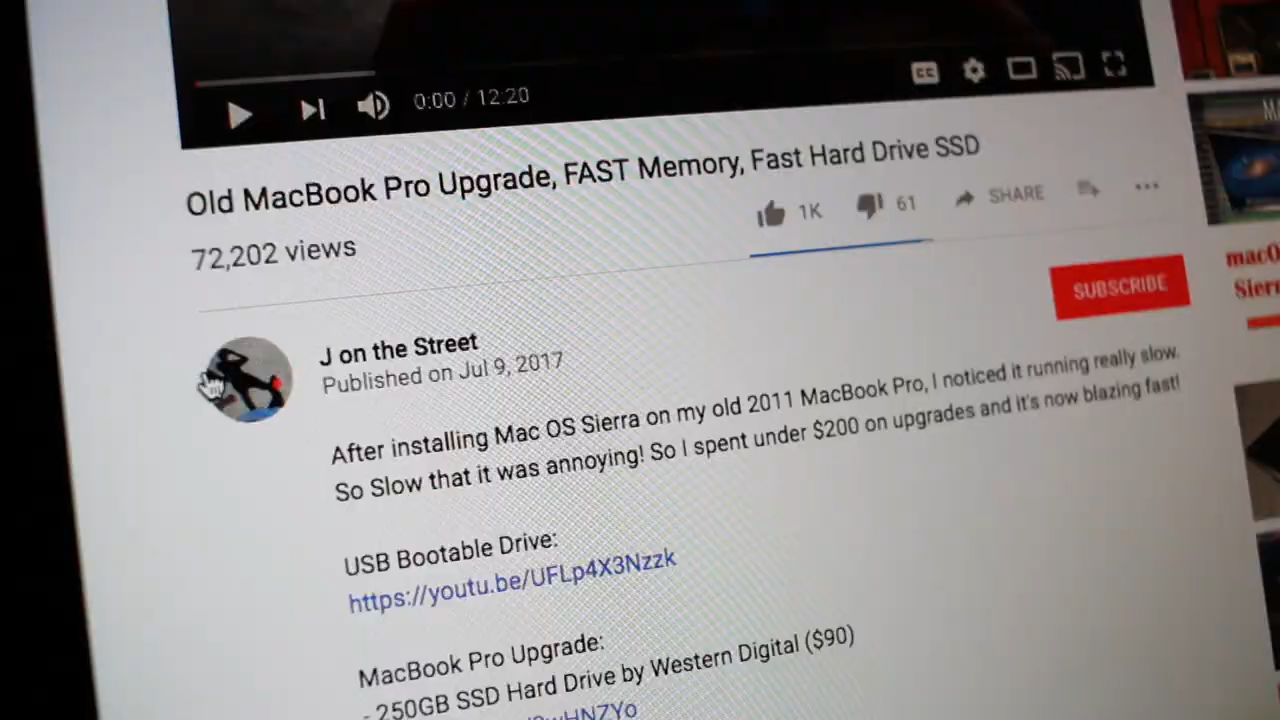 CC
0:00 / 12:20
Old MacBook Pro Upgrade, FAST Memory, Fast Hard Drive SSD
72,202 views
1K 61 SHARE
SUBSCRIBE
J on the Street
Published on Jul 9, 2017
After installing Mac OS Sierra on my old 2011 MacBook Pro, I noticed it running really slow.
So Slow that it was annoying! So I spent under $200 on upgrades and it's now blazing fast!
USB Bootable Drive:
https://youtu.be/UFLp4X3Nzzk
MacBook Pro Upgrade:
- 250GB SSD Hard Drive by Western Digital ($90)
macO
Sierr